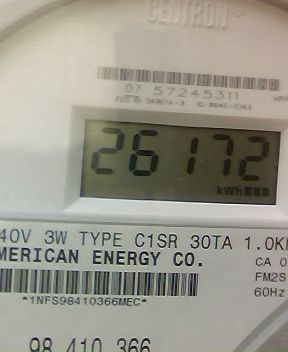 CENTRON®
07 57245311
26172
kWh
40V 3W TYPE C1SR 30TA 1.0K
MERICAN ENERGY CO.
CA 0
FM2S
60Hz
*1NFS98410366MEC*
98 410 366